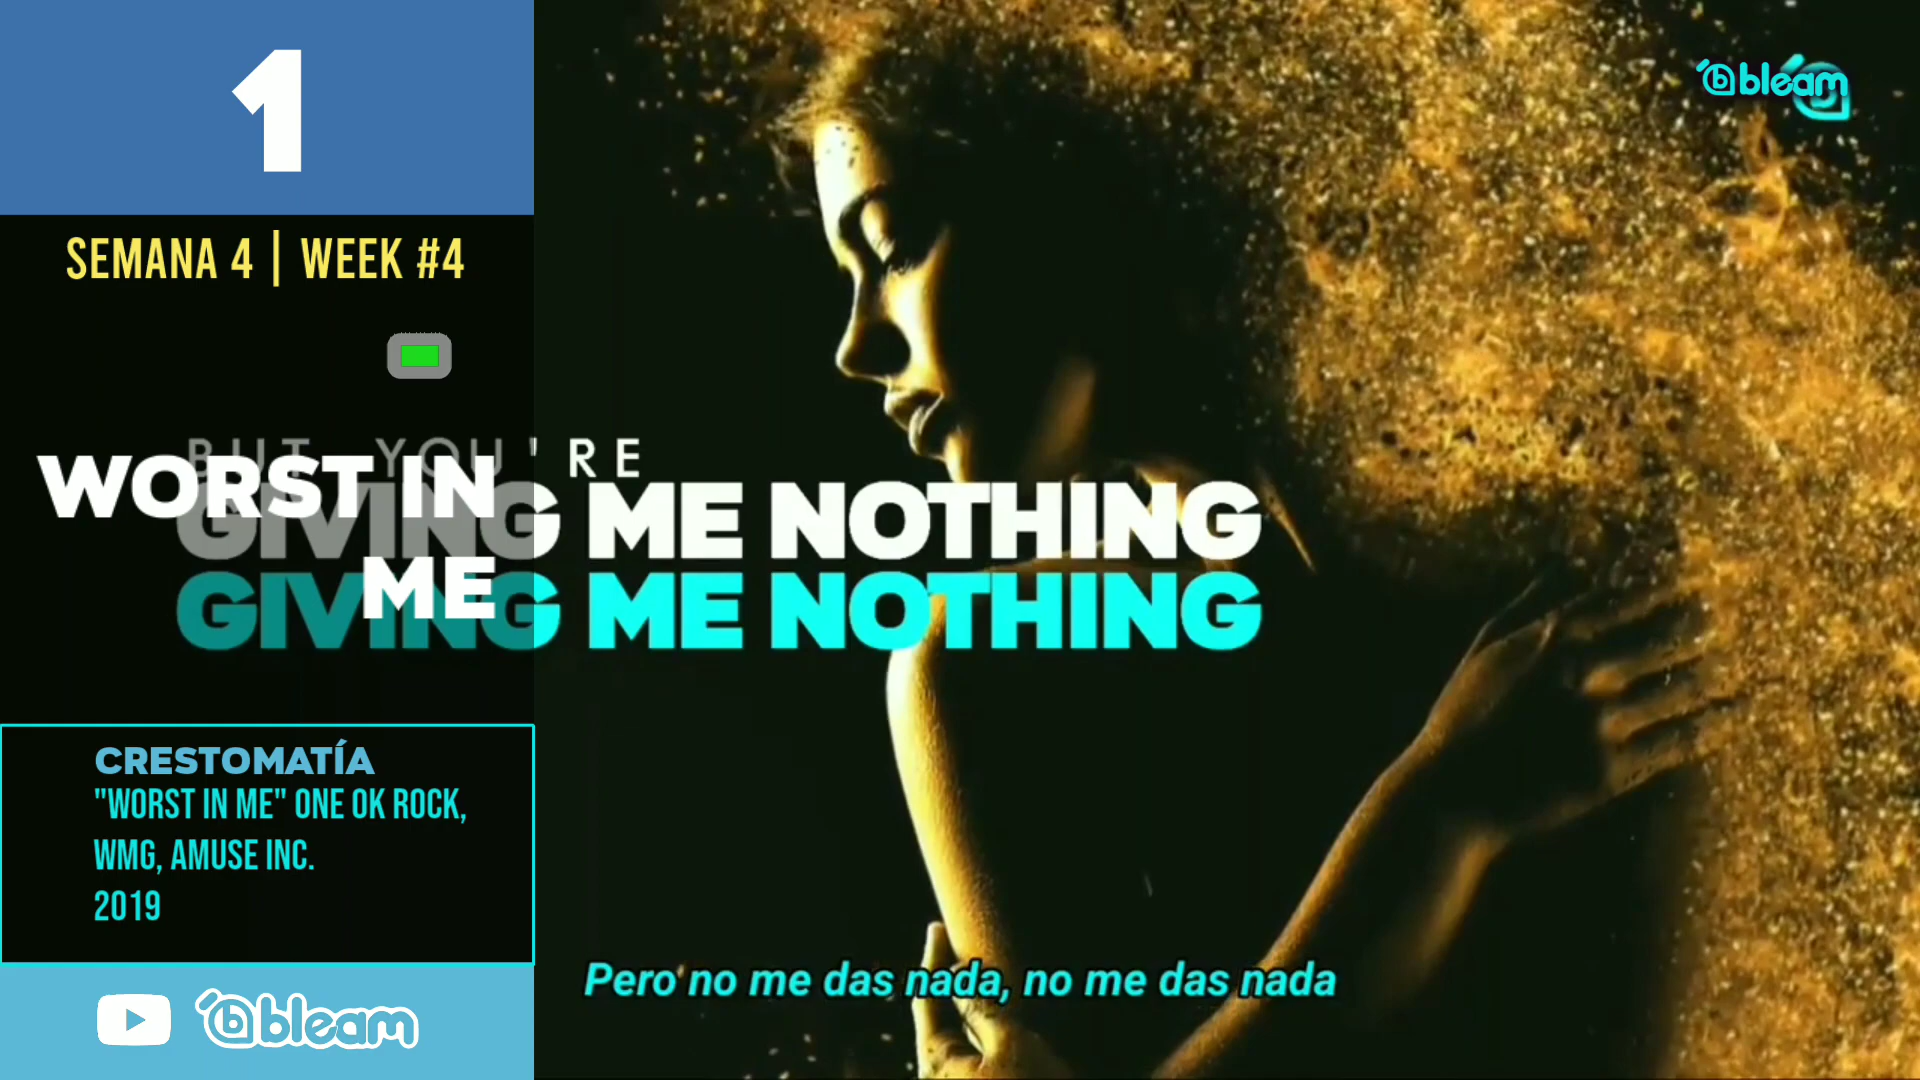 1
SEMANA 4 | WEEK #4
WORST IN
ME
CRESTOMATÍA
"WORST IN ME" ONE OK ROCK,
WMG, AMUSE INC.
2019
bleam
bleam
BUT YOU'RE
GIVING ME NOTHING
GIVING ME NOTHING
Pero no me das nada, no me das nada